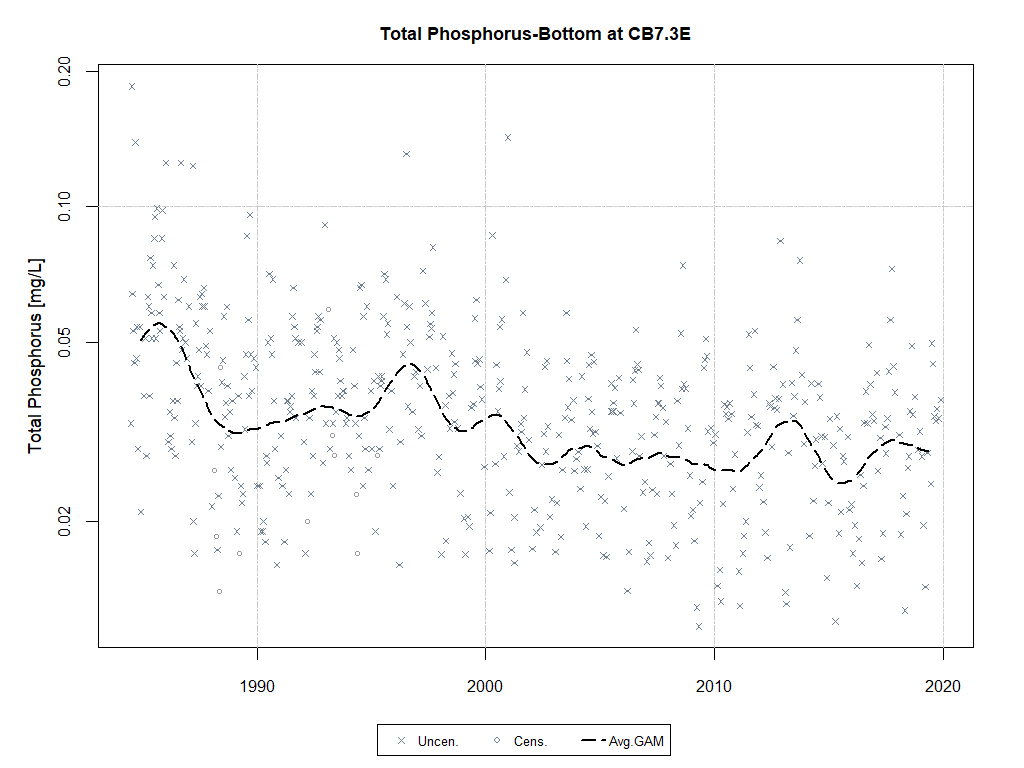 Total Phosphorus-Bottom at CB7.3E
Total Phosphorus [mg/L]
0.20
0.10
0.05
0.02
1990 2000 2010 2020
Uncen. Cens. Avg.GAM